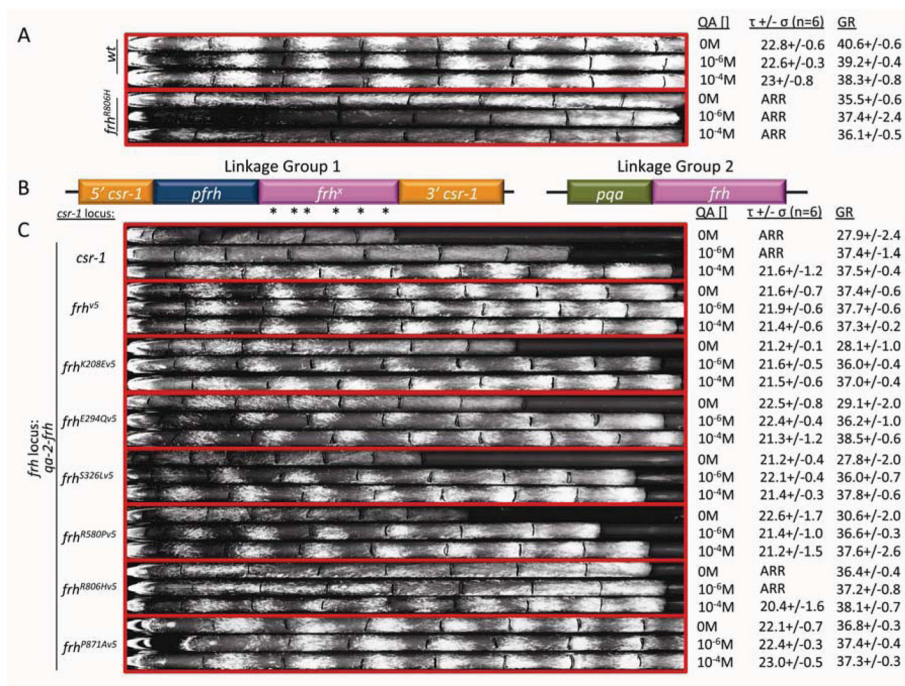 A
QA [] τ +/- σ (n=6) GR
wt
0M 22.8+/-0.6 40.6+/-0.6
10⁻⁶M 22.6+/-0.3 39.2+/-0.4
10⁻⁴M 23+/-0.8 38.3+/-0.8
frhᴿ⁸⁰⁶ᴴ
0M ARR 35.5+/-0.6
10⁻⁶M ARR 37.4+/-2.4
10⁻⁴M ARR 36.1+/-0.5
Linkage Group 1 Linkage Group 2
B 5' csr-1 pfrh frhˣ 3' csr-1 pqa frh
csr-1 locus: * * * * * *
QA [] τ +/- σ (n=6) GR
C
frh locus:
qa-2-frh
csr-1
0M ARR 27.9+/-2.4
10⁻⁶M ARR 37.4+/-1.4
10⁻⁴M 21.6+/-1.2 37.5+/-0.4
frhᵛ⁵
0M 21.6+/-0.7 37.4+/-0.6
10⁻⁶M 21.9+/-0.6 37.7+/-0.6
10⁻⁴M 21.4+/-0.6 37.3+/-0.2
frhᴷ²⁰⁸ᴱᵛ⁵
0M 21.2+/-0.1 28.1+/-1.0
10⁻⁶M 21.6+/-0.5 36.0+/-0.4
10⁻⁴M 21.5+/-0.6 37.0+/-0.4
frh^E294Qv5
0M 22.5+/-0.8 29.1+/-2.0
10⁻⁶M 22.4+/-0.4 36.2+/-1.0
10⁻⁴M 21.3+/-1.2 38.5+/-0.6
frh^S326Lv5
0M 21.2+/-0.4 27.8+/-2.0
10⁻⁶M 22.1+/-0.4 36.0+/-0.7
10⁻⁴M 21.4+/-0.3 37.8+/-0.6
frhᴿ⁵⁸⁰ᴾᵛ⁵
0M 22.6+/-1.7 30.6+/-2.0
10⁻⁶M 21.4+/-1.0 36.6+/-0.3
10⁻⁴M 21.2+/-1.5 37.6+/-2.6
frhᴿ⁸⁰⁶ᴴᵛ⁵
0M ARR 36.4+/-0.4
10⁻⁶M ARR 37.2+/-0.8
10⁻⁴M 20.4+/-1.6 38.1+/-0.7
frhᴾ⁸⁷¹ᴬᵛ⁵
0M 22.1+/-0.7 36.8+/-0.3
10⁻⁶M 22.4+/-0.3 37.4+/-0.4
10⁻⁴M 23.0+/-0.5 37.3+/-0.3